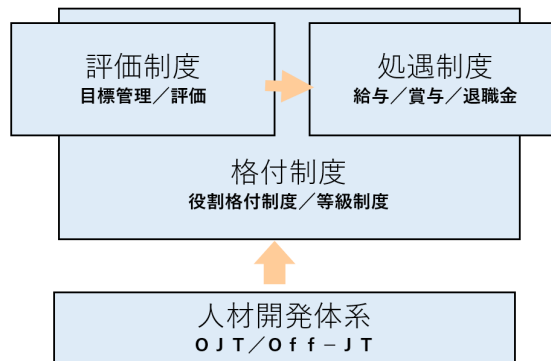 評価制度
目標管理／評価
処遇制度
給与／賞与／退職金
格付制度
役割格付制度／等級制度
人材開発体系
ＯＪＴ／Ｏｆｆ－ＪＴ